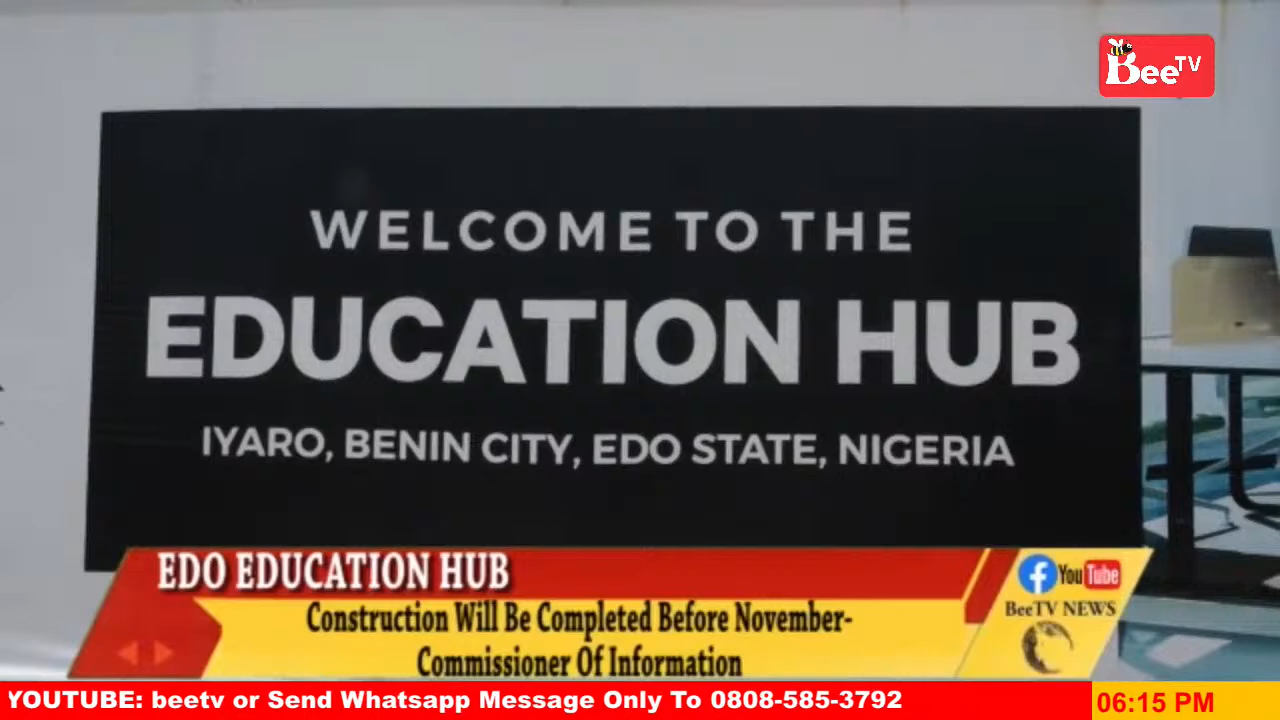 Bee TV
WELCOME TO THE
EDUCATION HUB
IYARO, BENIN CITY, EDO STATE, NIGERIA
EDO EDUCATION HUB
Construction Will Be Completed Before November-
Commissioner Of Information
f YouTube
BeeTV NEWS
YOUTUBE: beetv or Send Whatsapp Message Only To 0808-585-3792
06:15 PM